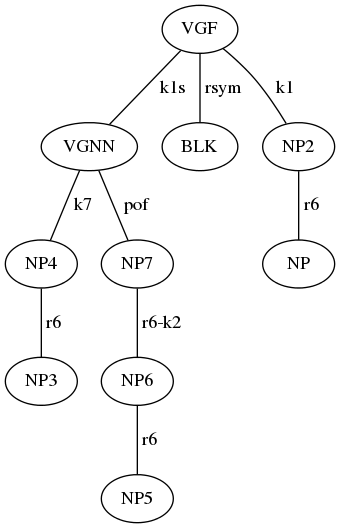 VGF
k1s
rsym
k1
VGNN
BLK
NP2
k7
pof
r6
NP4
NP7
NP
r6
r6-k2
NP3
NP6
r6
NP5